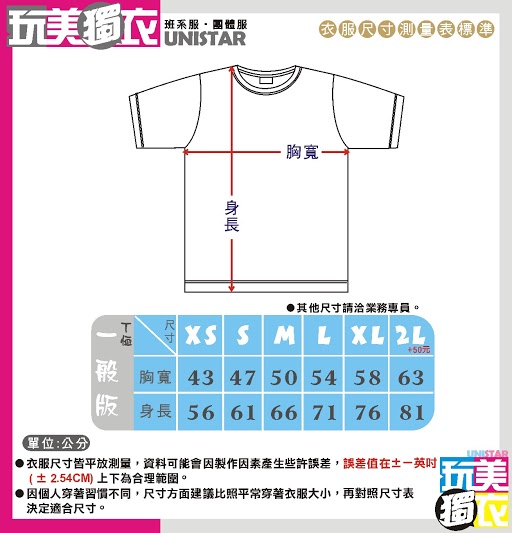 玩美獨衣
班系服・團體服
UNISTAR
衣服尺寸測量表標準
胸寬
身長
●其他尺寸請洽業務專員。
一般版
T恤
尺寸 XS S M L XL 2L
+50元
胸寬 43 47 50 54 58 63
身長 56 61 66 71 76 81
單位:公分
●衣服尺寸皆平放測量，資料可能會因製作因素產生些許誤差，誤差值在±一英吋
(± 2.54CM) 上下為合理範圍。
●因個人穿著習慣不同，尺寸方面建議比照平常穿著衣服大小，再對照尺寸表
決定適合尺寸。
UNISTAR
玩美獨衣